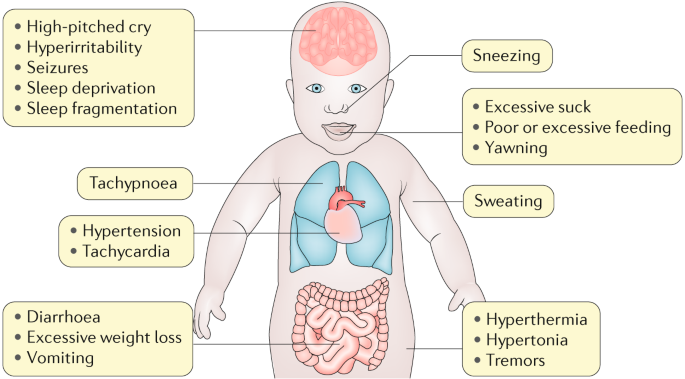 • High-pitched cry
• Hyperirritability
• Seizures
• Sleep deprivation
• Sleep fragmentation
Sneezing
• Excessive suck
• Poor or excessive feeding
• Yawning
Tachypnoea
Sweating
• Hypertension
• Tachycardia
• Diarrhoea
• Excessive weight loss
• Vomiting
• Hyperthermia
• Hypertonia
• Tremors